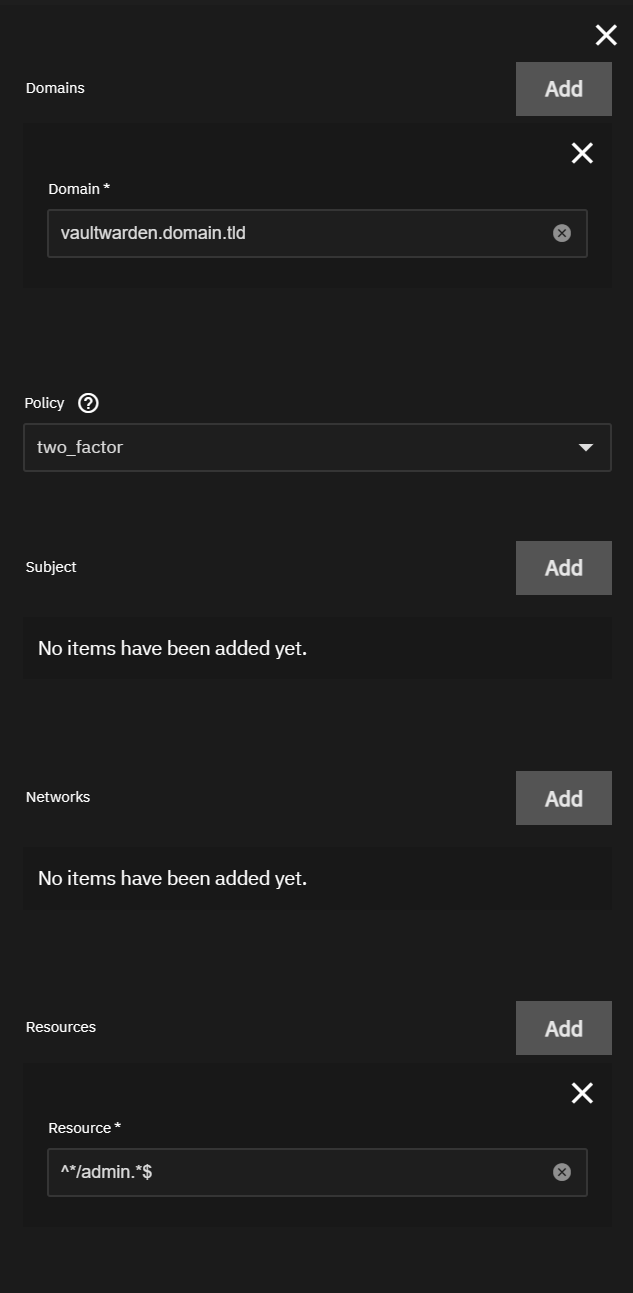 Domains
Add
Domain *
vaultwarden.domain.tld
Policy
two_factor
Subject
Add
No items have been added yet.
Networks
Add
No items have been added yet.
Resources
Add
Resource *
^*/admin.*$